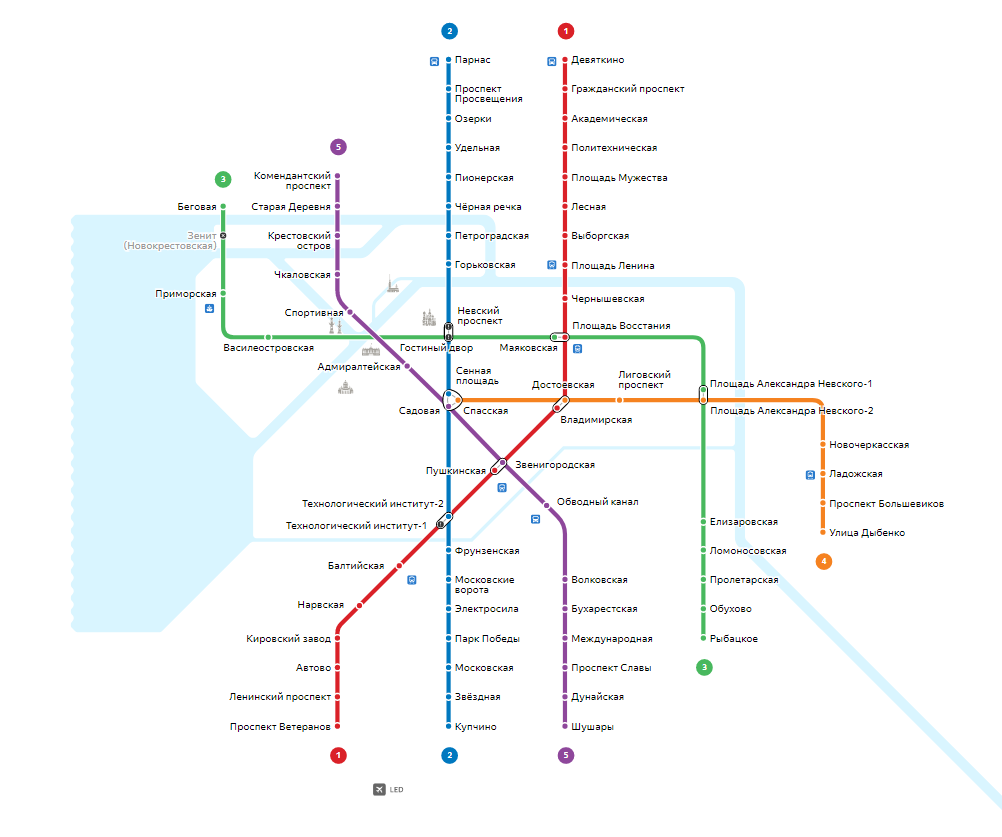 2
1
Парнас
Девяткино
Проспект
Просвещения
Гражданский проспект
Озерки
Академическая
5
Удельная
Политехническая
3
Комендантский
проспект
Пионерская
Площадь Мужества
Беговая
Старая Деревня
Чёрная речка
Лесная
Зенит
(Новокрестовская)
Крестовский
остров
Петроградская
Выборгская
Чкаловская
Горьковская
Площадь Ленина
Приморская
Чернышевская
Спортивная
Невский
проспект
Площадь Восстания
Василеостровская
Гостиный двор
Маяковская
Адмиралтейская
Сенная
площадь
Достоевская
Лиговский
проспект
Площадь Александра Невского-1
Садовая
Спасская
Владимирская
Площадь Александра Невского-2
Новочеркасская
Пушкинская
Звенигородская
Ладожская
Технологический институт-2
Обводный канал
Проспект Большевиков
Технологический институт-1
Елизаровская
Улица Дыбенко
Фрунзенская
Ломоносовская
4
Балтийская
Московские
ворота
Волковская
Пролетарская
Нарвская
Электросила
Бухарестская
Обухово
Кировский завод
Парк Победы
Международная
Рыбацкое
Автово
Московская
Проспект Славы
3
Ленинский проспект
Звёздная
Дунайская
Проспект Ветеранов
Купчино
Шушары
1
2
5
LED